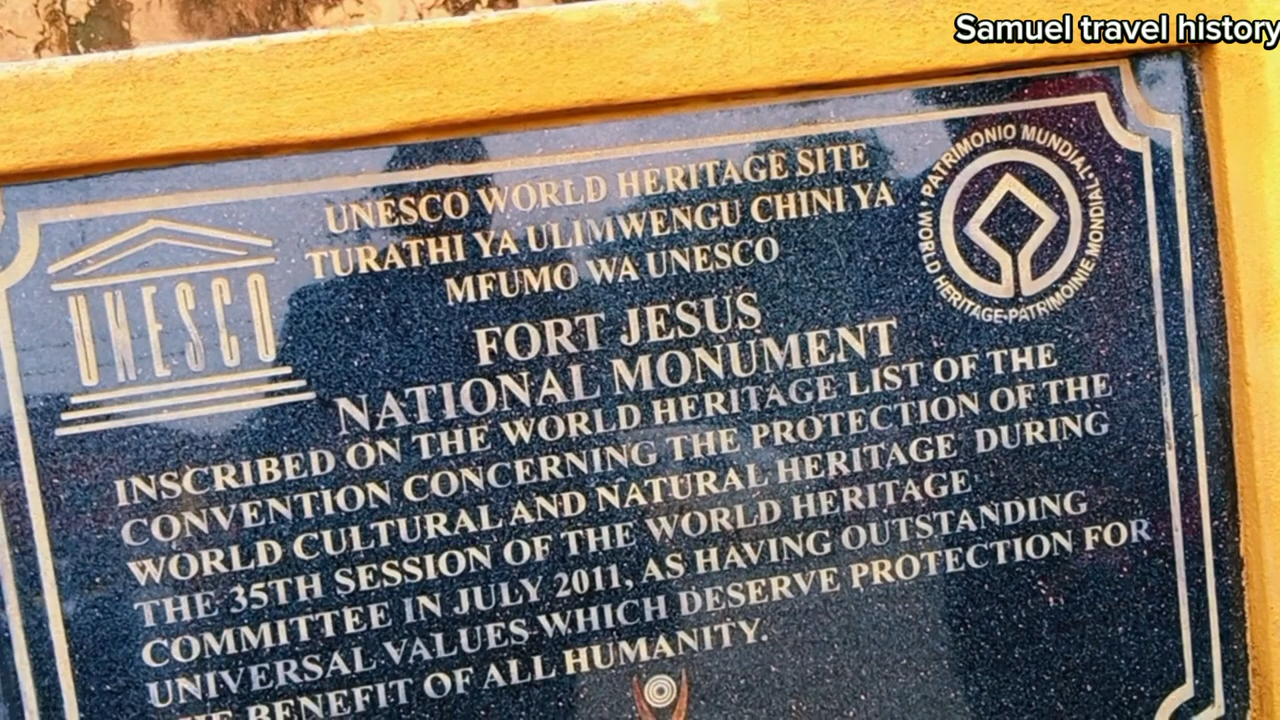 Samuel travel history
UNESCO WORLD HERITAGE SITE
TURATHI YA ULIMWENGU CHINI YA
MFUMO WA UNESCO
UNESCO
WORLD HERITAGE · PATRIMOINE MONDIAL · PATRIMONIO MUNDIAL ·
FORT JESUS
NATIONAL MONUMENT
INSCRIBED ON THE WORLD HERITAGE LIST OF THE
CONVENTION CONCERNING THE PROTECTION OF THE
WORLD CULTURAL AND NATURAL HERITAGE DURING
THE 35TH SESSION OF THE WORLD HERITAGE
COMMITTEE IN JULY 2011, AS HAVING OUTSTANDING
UNIVERSAL VALUES WHICH DESERVE PROTECTION FOR
THE BENEFIT OF ALL HUMANITY.